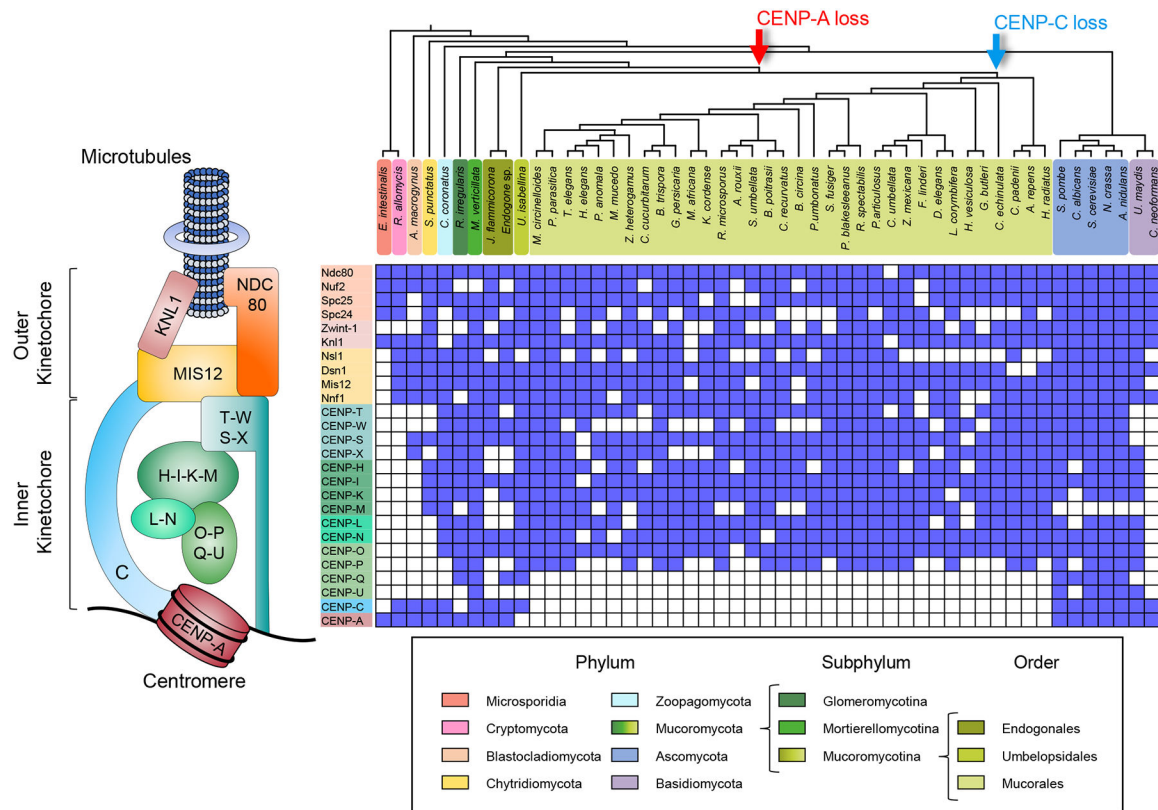 CENP-A loss
CENP-C loss
Microtubules
Outer
Kinetochore
Inner
Kinetochore
KNL1
NDC
80
MIS12
T-W
S-X
H-I-K-M
L-N
O-P
Q-U
C
CENP-A
Centromere
E. intestinalis
R. allomycis
A. macrogynus
S. punctatus
C. coronatus
R. irregularis
M. verticillata
J. flammicorona
Endogone sp.
U. isabellina
M. circinelloides
P. parasitica
T. elegans
H. elegans
P. anomala
M. mucedo
Z. heterogamus
C. cucurbitarum
B. trispora
G. persicaria
M. africana
K. cordense
R. microsporus
A. rouxii
S. umbellata
B. poitrasii
C. recurvatus
B. circina
P. umbonatus
S. fusiger
P. blakesleeanus
R. spectabilis
P. articulosus
C. umbellata
Z. mexicana
F. linderi
D. elegans
L. corymbifera
H. vesiculosa
G. butleri
C. echinulata
C. padenii
A. repens
H. radiatus
S. pombe
C. albicans
S. cerevisiae
N. crassa
A. nidulans
U. maydis
C. neoformans
Ndc80
Nuf2
Spc25
Spc24
Zwint-1
Knl1
Nsl1
Dsn1
Mis12
Nnf1
CENP-T
CENP-W
CENP-S
CENP-X
CENP-H
CENP-I
CENP-K
CENP-M
CENP-L
CENP-N
CENP-O
CENP-P
CENP-Q
CENP-U
CENP-C
CENP-A
Phylum
Subphylum
Order
Microsporidia
Cryptomycota
Blastocladiomycota
Chytridiomycota
Zoopagomycota
Mucoromycota
Ascomycota
Basidiomycota
Glomeromycotina
Mortierellomycotina
Mucoromycotina
Endogonales
Umbelopsidales
Mucorales